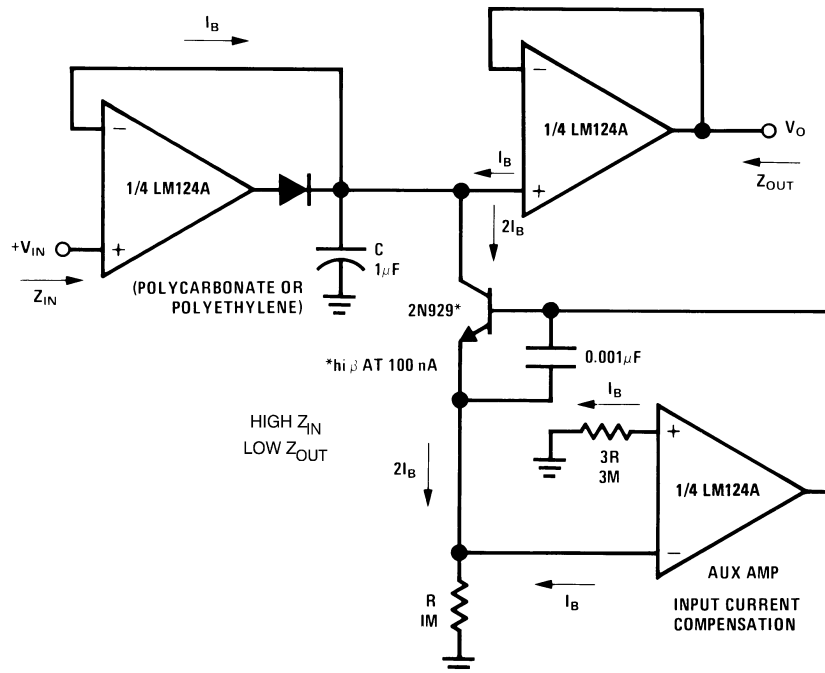 I_B
−
1/4 LM124A
+V_IN
+
Z_IN
C
1μF
(POLYCARBONATE OR
POLYETHYLENE)
−
1/4 LM124A
+
I_B
V_O
Z_OUT
2I_B
2N929*
*hi β AT 100 nA
0.001μF
HIGH Z_IN
LOW Z_OUT
I_B
3R
3M
+
1/4 LM124A
−
2I_B
I_B
R
1M
AUX AMP
INPUT CURRENT
COMPENSATION